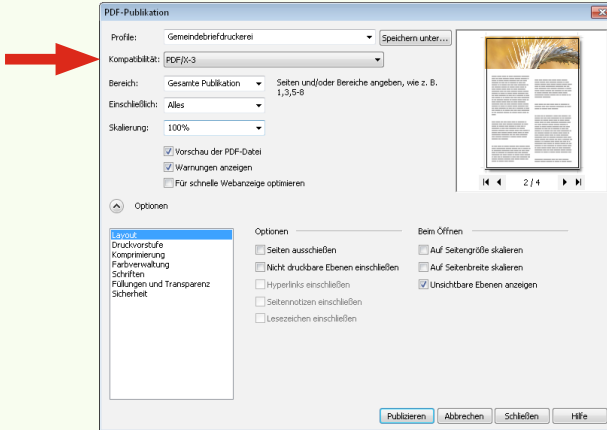 PDF-Publikation
Profile: Gemeindebriefdruckerei Speichern unter...
Kompatibilität: PDF/X-3
Bereich: Gesamte Publikation Seiten und/oder Bereiche angeben, wie z. B.
1,3,5-8
Einschließlich: Alles
Skalierung: 100%
Vorschau der PDF-Datei
Warnungen anzeigen
Für schnelle Webanzeige optimieren
2 / 4
Optionen
Layout
Druckvorstufe
Komprimierung
Farbverwaltung
Schriften
Füllungen und Transparenz
Sicherheit
Optionen
Seiten ausschießen
Nicht druckbare Ebenen einschließen
Hyperlinks einschließen
Seitennotizen einschließen
Lesezeichen einschließen
Beim Öffnen
Auf Seitengröße skalieren
Auf Seitenbreite skalieren
Unsichtbare Ebenen anzeigen
Publizieren Abbrechen Schließen Hilfe